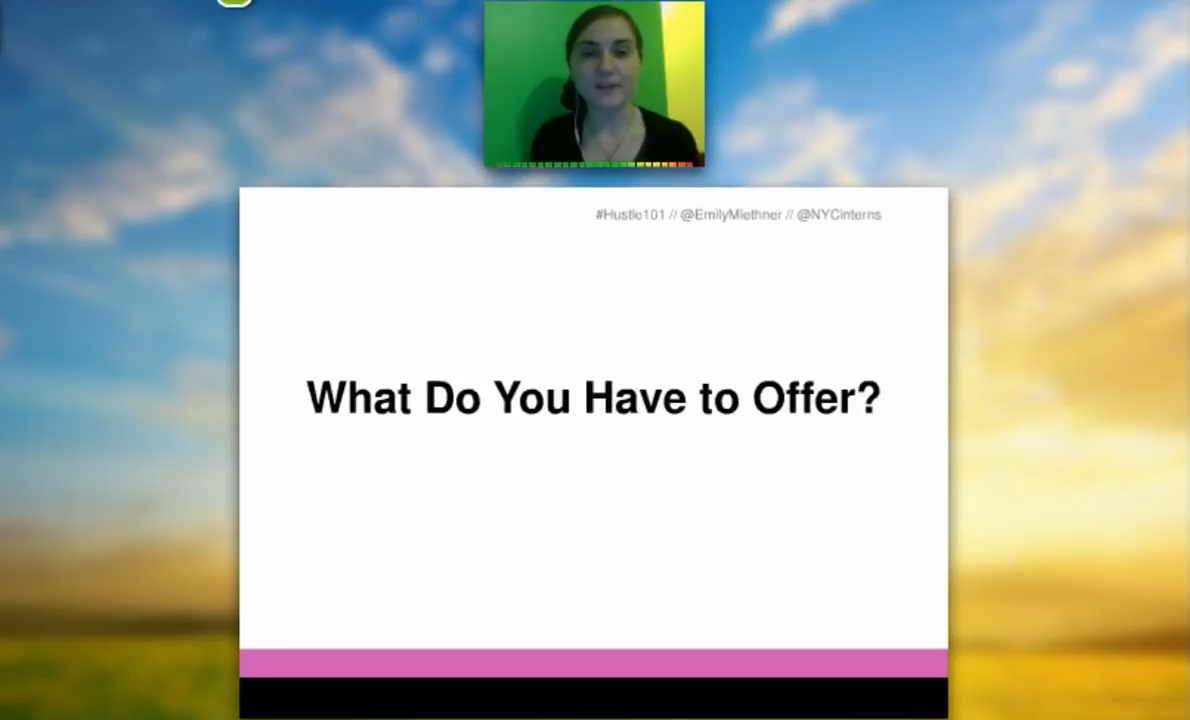 #Hustle101 // @EmilyMiethner // @NYCinterns
What Do You Have to Offer?